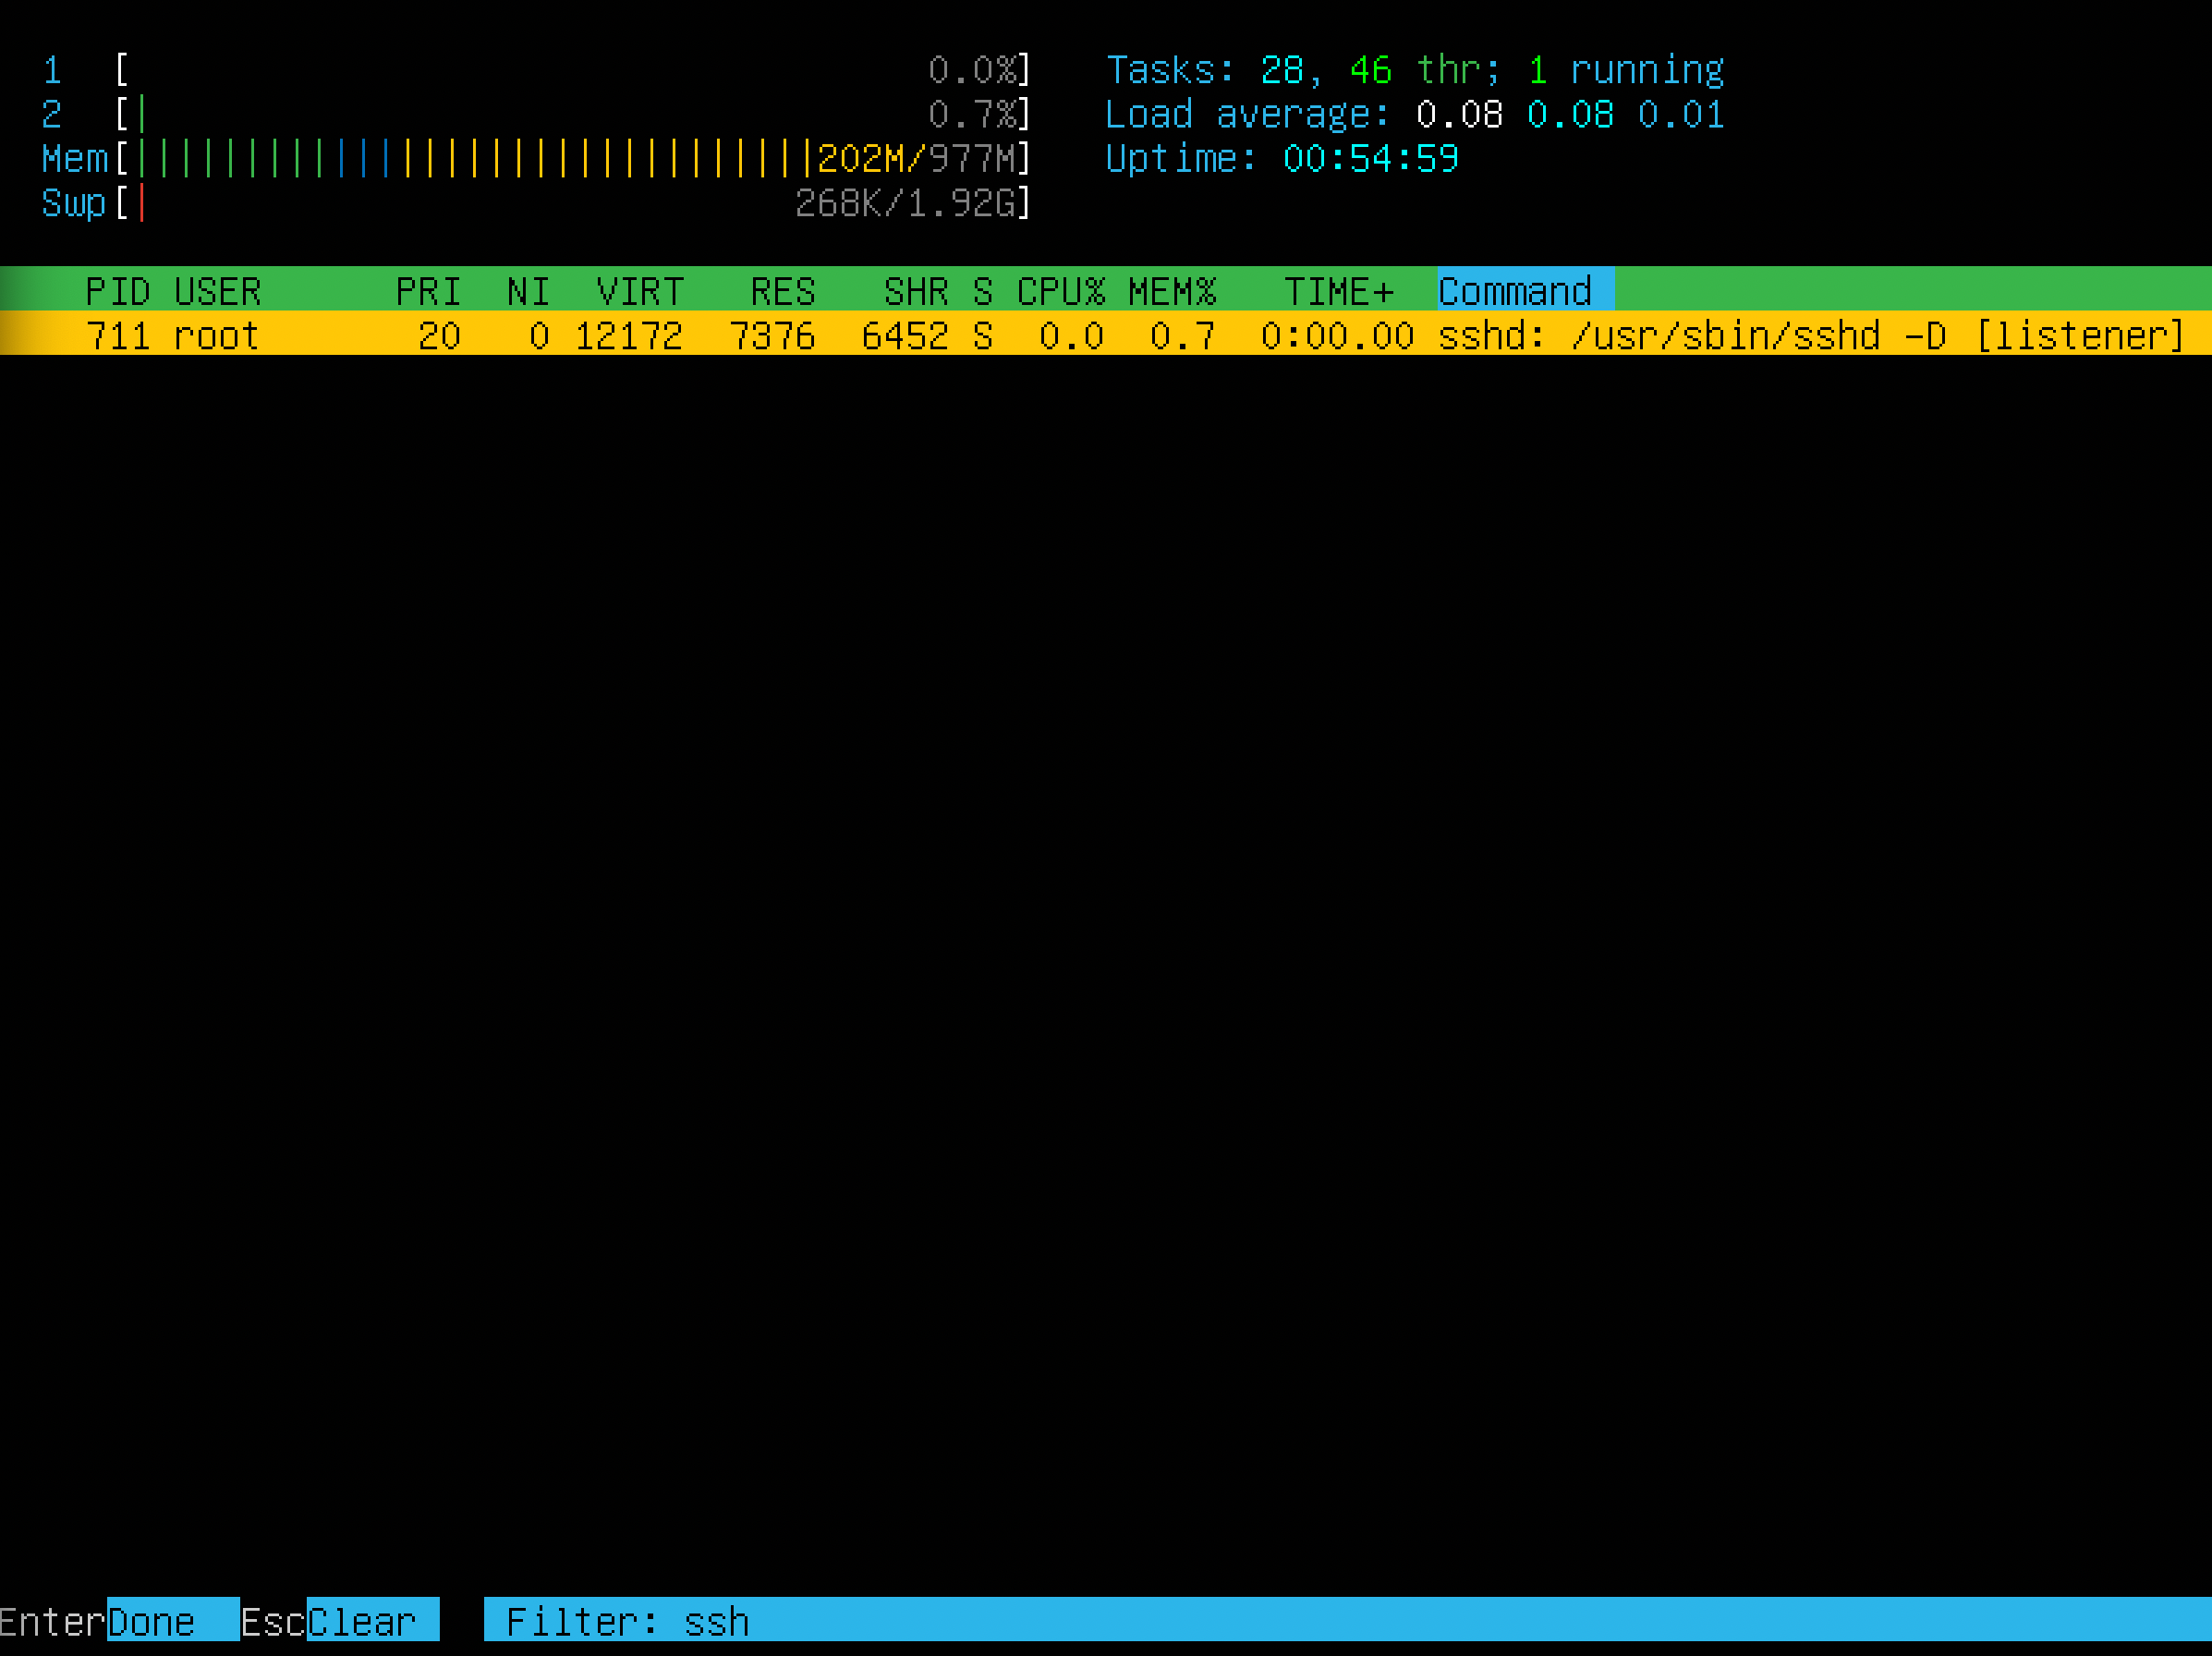 1 [ 0.0%] Tasks: 28, 46 thr; 1 running
2 [| 0.7%] Load average: 0.08 0.08 0.01
Mem[|||||||||||||||||||||||||||||||202M/977M] Uptime: 00:54:59
Swp[| 268K/1.92G]
PID USER PRI NI VIRT RES SHR S CPU% MEM% TIME+ Command
711 root 20 0 12172 7376 6452 S 0.0 0.7 0:00.00 sshd: /usr/sbin/sshd -D [listener]
EnterDone EscClear Filter: ssh